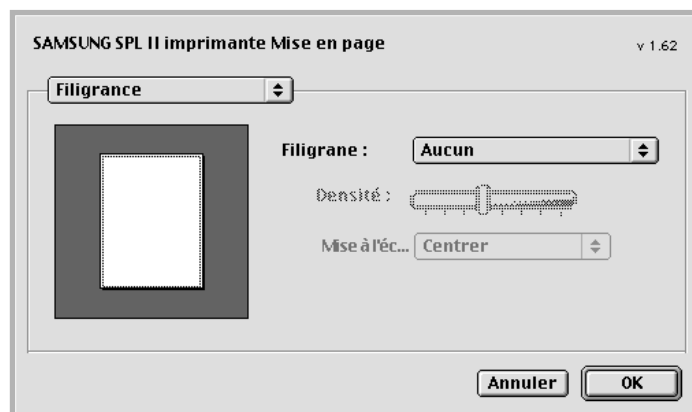 SAMSUNG SPL II imprimante Mise en page v 1.62
Filigrance
Filigrane : Aucun
Densité :
Mise à l'éc... Centrer
Annuler OK